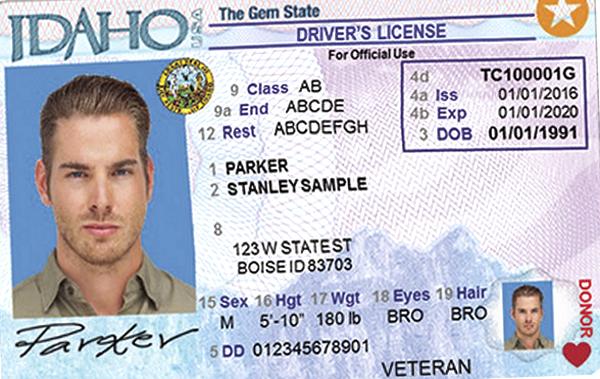 IDAHO USA
The Gem State
DRIVER'S LICENSE
For Official Use
9 Class AB
9a End ABCDE
12 Rest ABCDEFGH
4d TC100001G
4a Iss 01/01/2016
4b Exp 01/01/2020
3 DOB 01/01/1991
1 PARKER
2 STANLEY SAMPLE
8
123 W STATE ST
BOISE ID 83703
15 Sex 16 Hgt 17 Wgt 18 Eyes 19 Hair
M 5'-10" 180 lb BRO BRO
5 DD 012345678901
Parker
VETERAN
DONOR